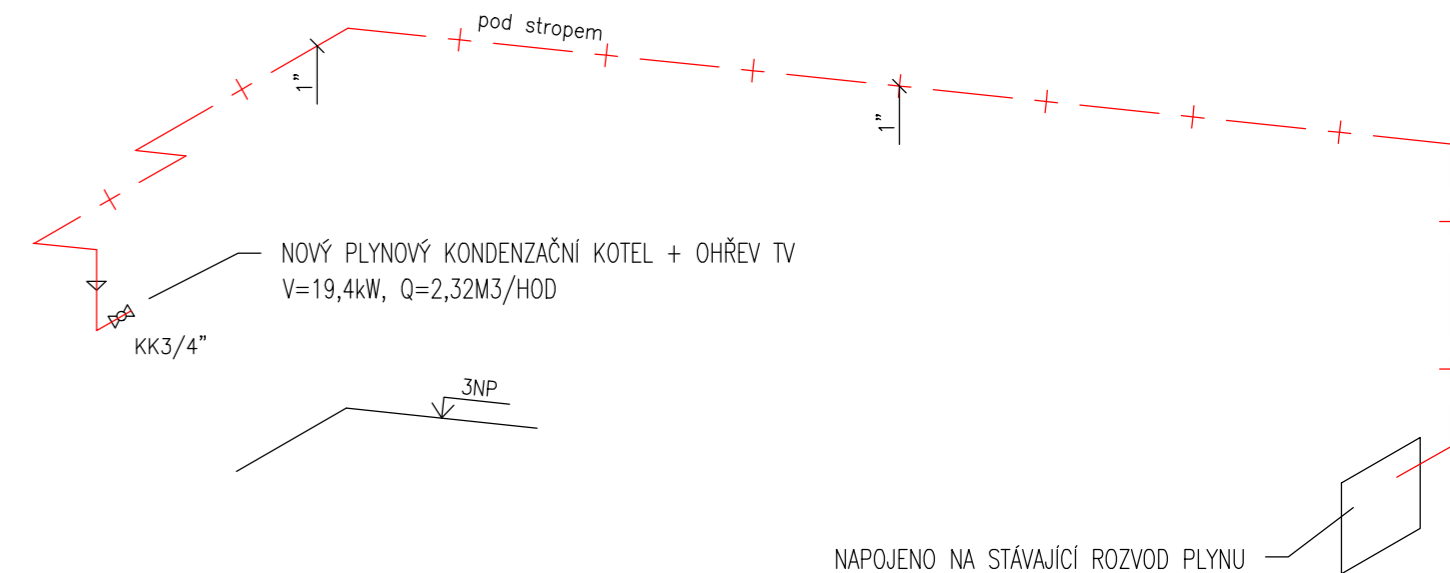 pod stropem
1"
1"
NOVÝ PLYNOVÝ KONDENZAČNÍ KOTEL + OHŘEV TV
V=19,4kW, Q=2,32M3/HOD
KK3/4"
3NP
NAPOJENO NA STÁVAJÍCÍ ROZVOD PLYNU